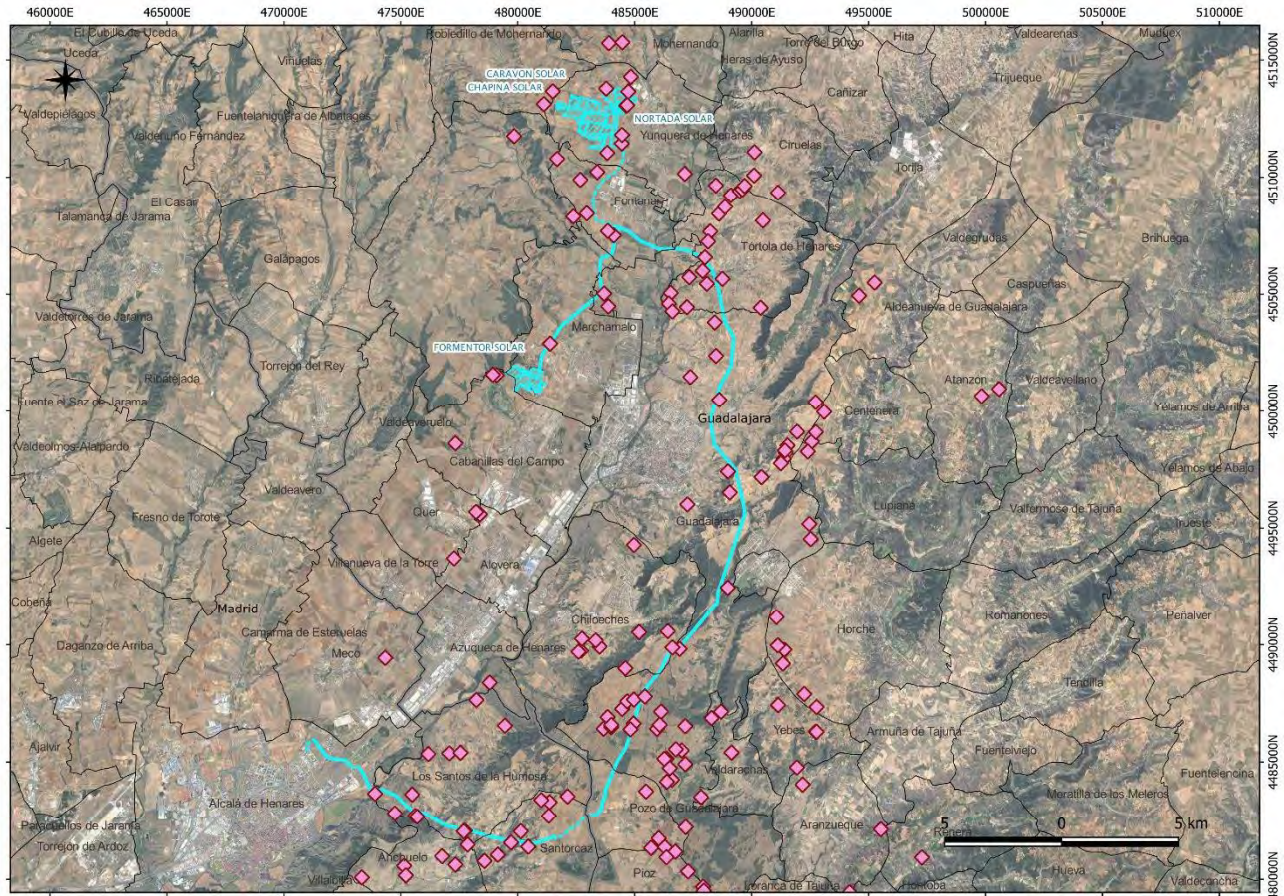 460000E 465000E 470000E 475000E 480000E 485000E 490000E 495000E 500000E 505000E 510000E
El Cubillo de Uceda
Robledillo de Mohernando
Mohernando
Alarilla
Torre del Burgo
Hita
Valdearenas
Muduex
Uceda
Viñuelas
Heras de Ayuso
Trijueque
4515000N
CARAVON SOLAR
CHAPINA SOLAR
Cañizar
Valdepiélagos
Fuentelahiguera de Albatages
NORTADA SOLAR
Valdenuño Fernández
Yunquera de Henares
Ciruelas
Torija
4510000N
El Casar
Fontanar
Talamanca de Jarama
Valdegrudas
Brihuega
Tórtola de Henares
Galápagos
Caspueñas
4505000N
Aldeanueva de Guadalajara
Valdetorres de Jarama
Marchamalo
FORMENTOR SOLAR
Torrejón del Rey
Ribatejada
Atanzón
Valdeavellano
Fuente el Saz de Jarama
Centenera
Yélamos de Arriba
4500000N
Valdeaveruelo
Guadalajara
Valdeolmos-Alalpardo
Cabanillas del Campo
Yélamos de Abajo
Valdeavero
Lupiana
Valfermoso de Tajuña
Quer
Fresno de Torote
Guadalajara
Irueste
4495000N
Algete
Villanueva de la Torre
Alovera
Cobeña
Madrid
Chiloeches
Romanones
Peñalver
Camarma de Esteruelas
Horche
Daganzo de Arriba
Meco
Azuqueca de Henares
4490000N
Tendilla
Yebes
Armuña de Tajuña
Ajalvir
Fuentelviejo
Los Santos de la Humosa
Valdarachas
Fuentelencina
4485000N
Alcalá de Henares
Pozo de Guadalajara
Moratilla de los Meleros
Paracuellos de Jarama
Aranzueque
Renera
5 0 5 km
Torrejón de Ardoz
Anchuelo
Santorcaz
Pioz
Hueva
Villalbilla
Loranca de Tajuña
Hontoba
Valdeconcha